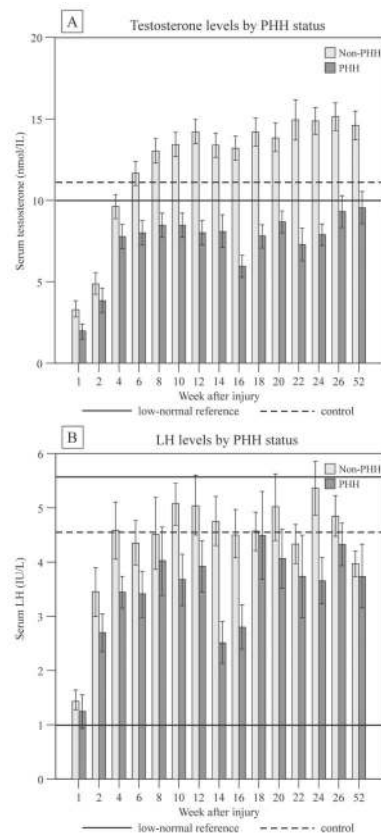 A
Testosterone levels by PHH status
Non-PHH
PHH
20
15
10
5
0
Serum testosterone (nmol/IL)
1 2 4 6 8 10 12 14 16 18 20 22 24 26 52
Week after injury
low-normal reference control
B
LH levels by PHH status
Non-PHH
PHH
6
5
4
3
2
1
0
Serum LH (IU/L)
1 2 4 6 8 10 12 14 16 18 20 22 24 26 52
Week after injury
low-normal reference control